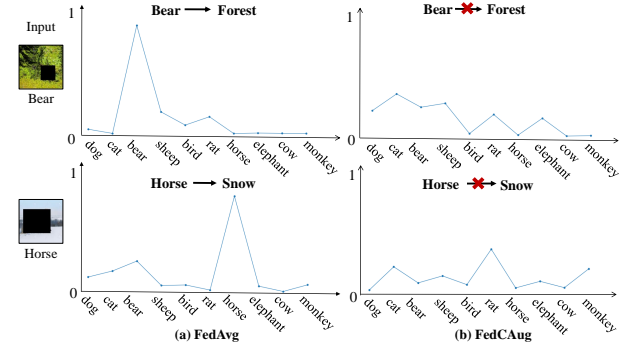 Input
Bear
1
Bear Forest
0
dog cat bear sheep bird rat horse elephant cow monkey
1
Bear Forest
0
dog cat bear sheep bird rat horse elephant cow monkey
Horse
1
Horse Snow
0
dog cat bear sheep bird rat horse elephant cow monkey
(a) FedAvg
1
Horse Snow
0
dog cat bear sheep bird rat horse elephant cow monkey
(b) FedCAug